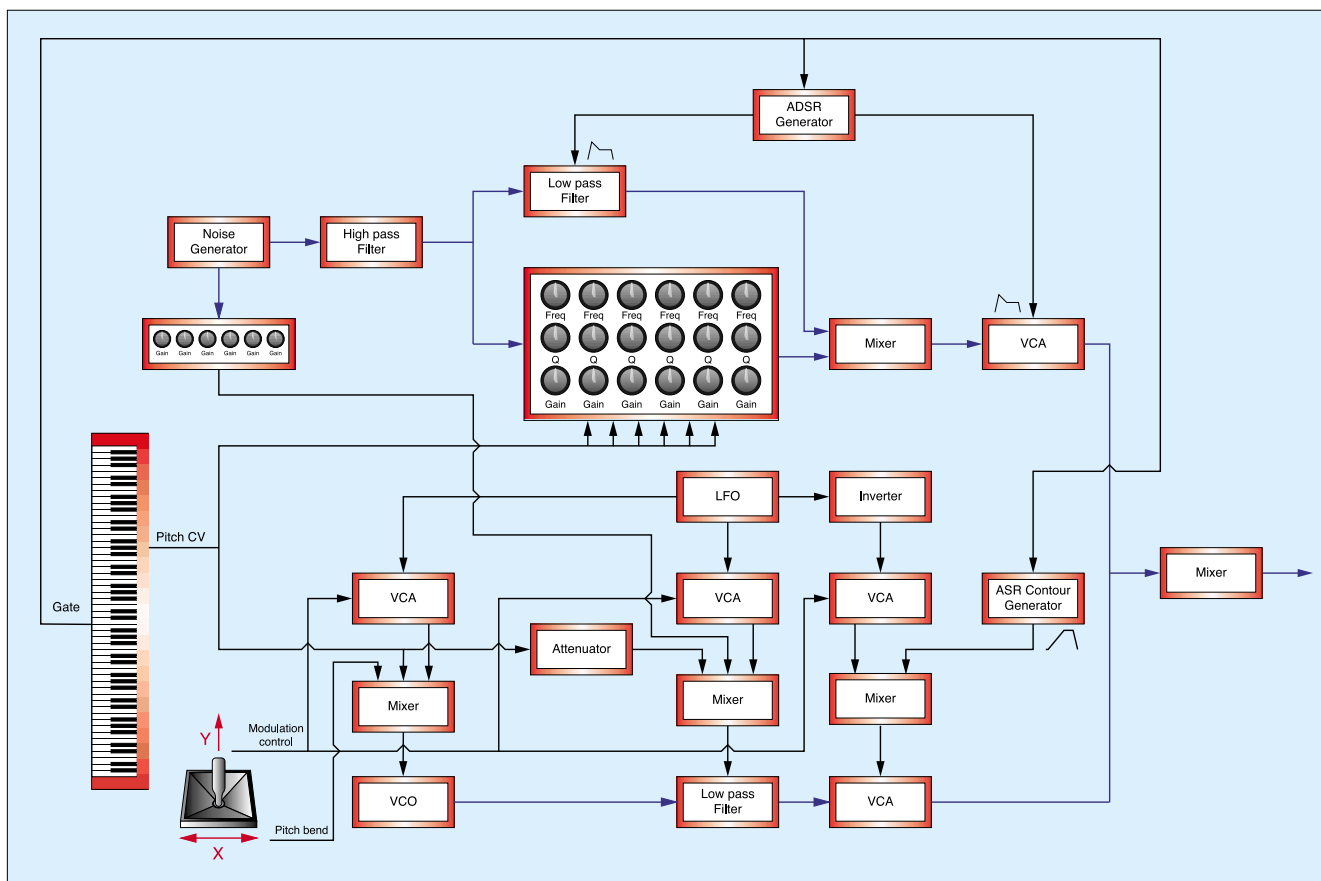 ADSR
Generator
Low pass
Filter
Noise
Generator
High pass
Filter
Freq Freq Freq Freq Freq Freq
Q Q Q Q Q Q
Gain Gain Gain Gain Gain Gain
Gain Gain Gain Gain Gain Gain
Mixer
VCA
LFO
Inverter
Pitch CV
Gate
VCA
VCA
VCA
ASR Contour
Generator
Mixer
Attenuator
Mixer
Mixer
Mixer
Modulation
control
Y
X
Pitch bend
VCO
Low pass
Filter
VCA